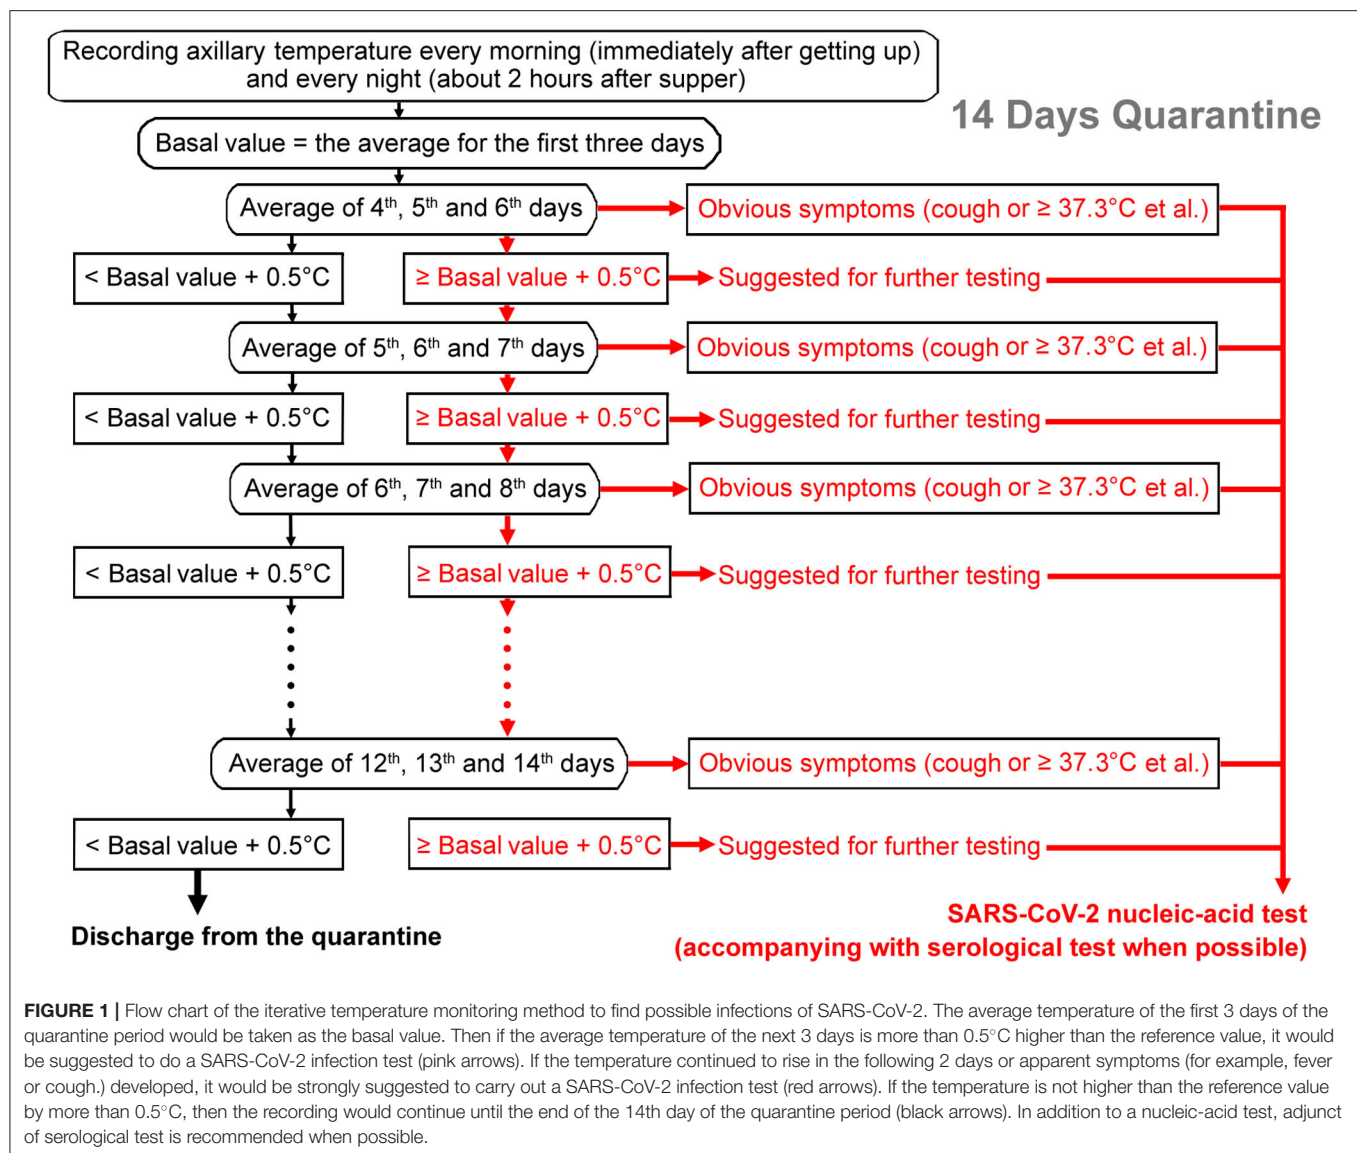 Recording axillary temperature every morning (immediately after getting up)
and every night (about 2 hours after supper)
14 Days Quarantine
Basal value = the average for the first three days
Average of 4th, 5th and 6th days
Obvious symptoms (cough or ≥ 37.3°C et al.)
< Basal value + 0.5°C
≥ Basal value + 0.5°C
Suggested for further testing
Average of 5th, 6th and 7th days
Obvious symptoms (cough or ≥ 37.3°C et al.)
< Basal value + 0.5°C
≥ Basal value + 0.5°C
Suggested for further testing
Average of 6th, 7th and 8th days
Obvious symptoms (cough or ≥ 37.3°C et al.)
< Basal value + 0.5°C
≥ Basal value + 0.5°C
Suggested for further testing
Average of 12th, 13th and 14th days
Obvious symptoms (cough or ≥ 37.3°C et al.)
< Basal value + 0.5°C
≥ Basal value + 0.5°C
Suggested for further testing
Discharge from the quarantine
SARS-CoV-2 nucleic-acid test
(accompanying with serological test when possible)
FIGURE 1 | Flow chart of the iterative temperature monitoring method to find possible infections of SARS-CoV-2. The average temperature of the first 3 days of the
quarantine period would be taken as the basal value. Then if the average temperature of the next 3 days is more than 0.5°C higher than the reference value, it would
be suggested to do a SARS-CoV-2 infection test (pink arrows). If the temperature continued to rise in the following 2 days or apparent symptoms (for example, fever
or cough.) developed, it would be strongly suggested to carry out a SARS-CoV-2 infection test (red arrows). If the temperature is not higher than the reference value
by more than 0.5°C, then the recording would continue until the end of the 14th day of the quarantine period (black arrows). In addition to a nucleic-acid test, adjunct
of serological test is recommended when possible.